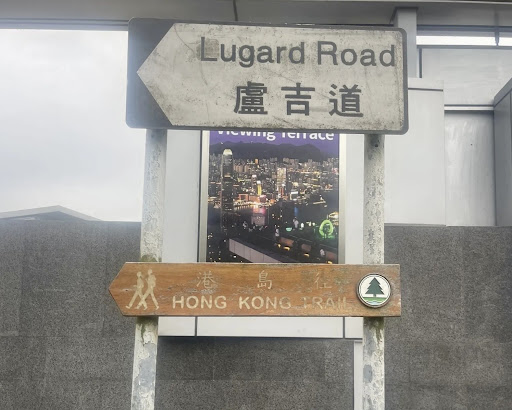 Lugard Road
盧吉道
Viewing Terrace
港島徑
HONG KONG TRAIL